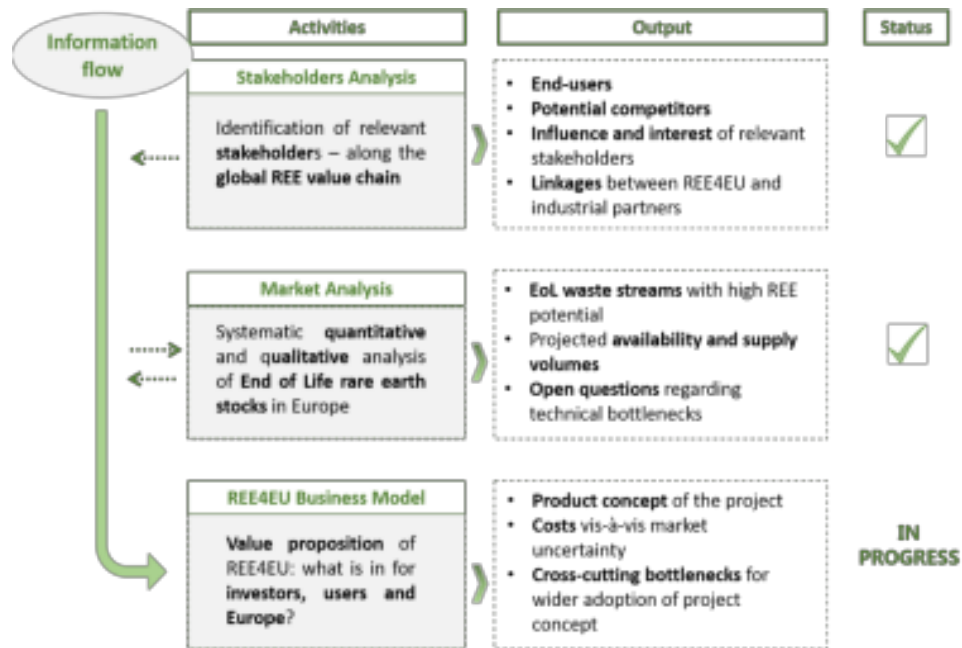 Information
flow
Activities
Output
Status
Stakeholders Analysis
Identification of relevant
stakeholders – along the
global REE value chain
• End-users
• Potential competitors
• Influence and interest of relevant
stakeholders
• Linkages between REE4EU and
industrial partners
Market Analysis
Systematic quantitative
and qualitative analysis
of End of Life rare earth
stocks in Europe
• EoL waste streams with high REE
potential
• Projected availability and supply
volumes
• Open questions regarding
technical bottlenecks
REE4EU Business Model
Value proposition of
REE4EU: what is in for
investors, users and
Europe?
• Product concept of the project
• Costs vis-à-vis market
uncertainty
• Cross-cutting bottlenecks for
wider adoption of project
concept
IN
PROGRESS